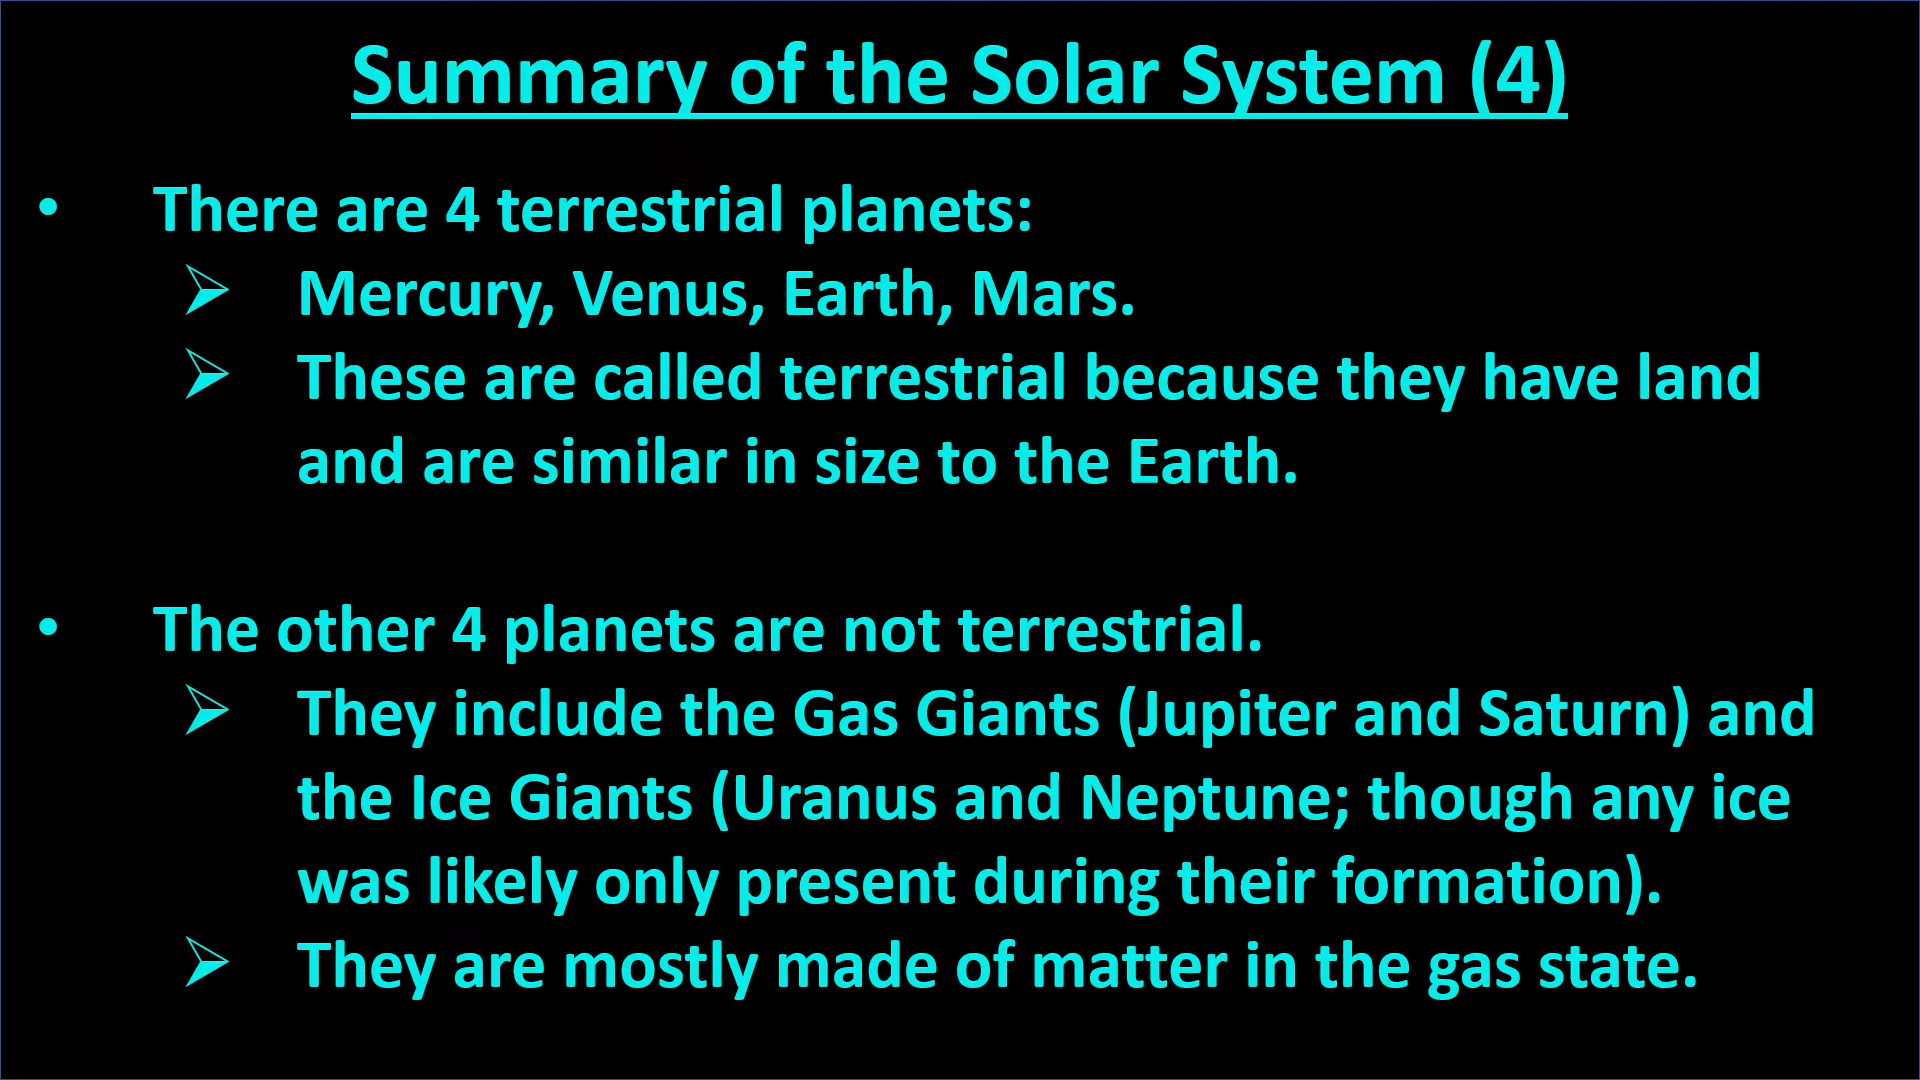 Summary of the Solar System (4)
• There are 4 terrestrial planets:
➢ Mercury, Venus, Earth, Mars.
➢ These are called terrestrial because they have land
and are similar in size to the Earth.
• The other 4 planets are not terrestrial.
➢ They include the Gas Giants (Jupiter and Saturn) and
the Ice Giants (Uranus and Neptune; though any ice
was likely only present during their formation).
➢ They are mostly made of matter in the gas state.